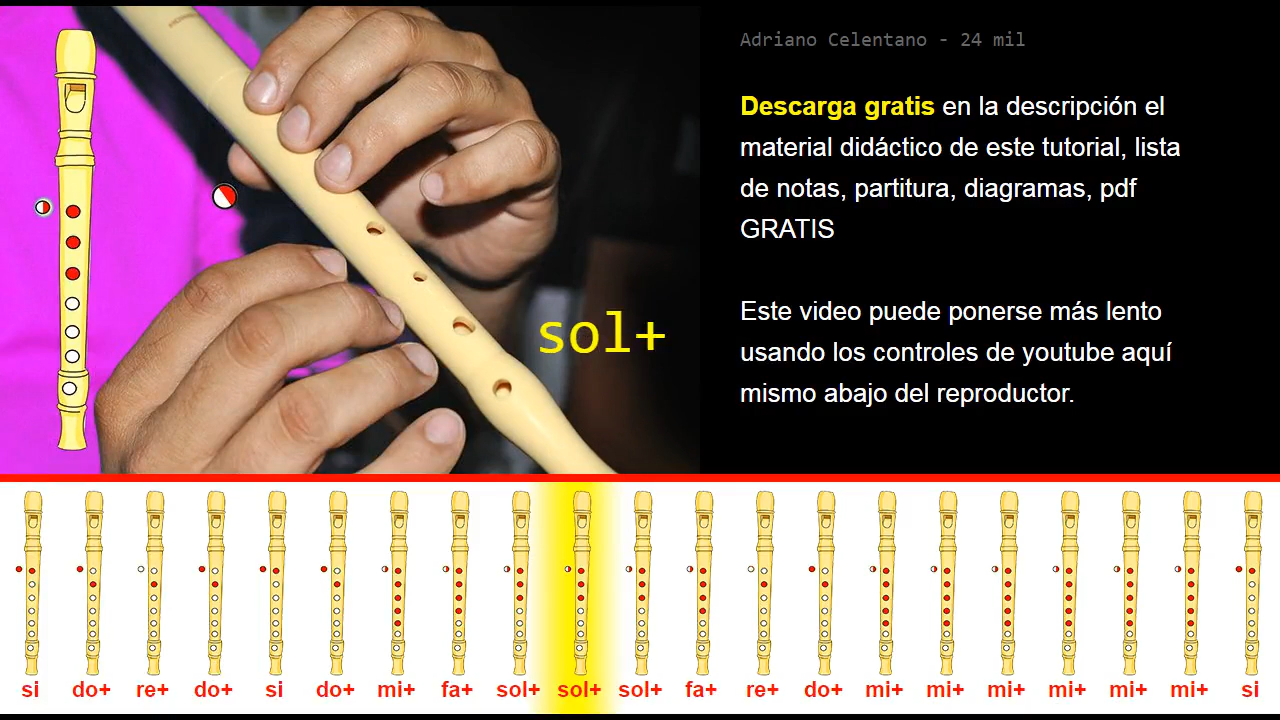 Adriano Celentano - 24 mil
Descarga gratis en la descripción el
material didáctico de este tutorial, lista
de notas, partitura, diagramas, pdf
GRATIS
Este video puede ponerse más lento
usando los controles de youtube aquí
mismo abajo del reproductor.
sol+
si do+ re+ do+ si do+ mi+ fa+ sol+ sol+ sol+ fa+ re+ do+ mi+ mi+ mi+ mi+ mi+ mi+ si